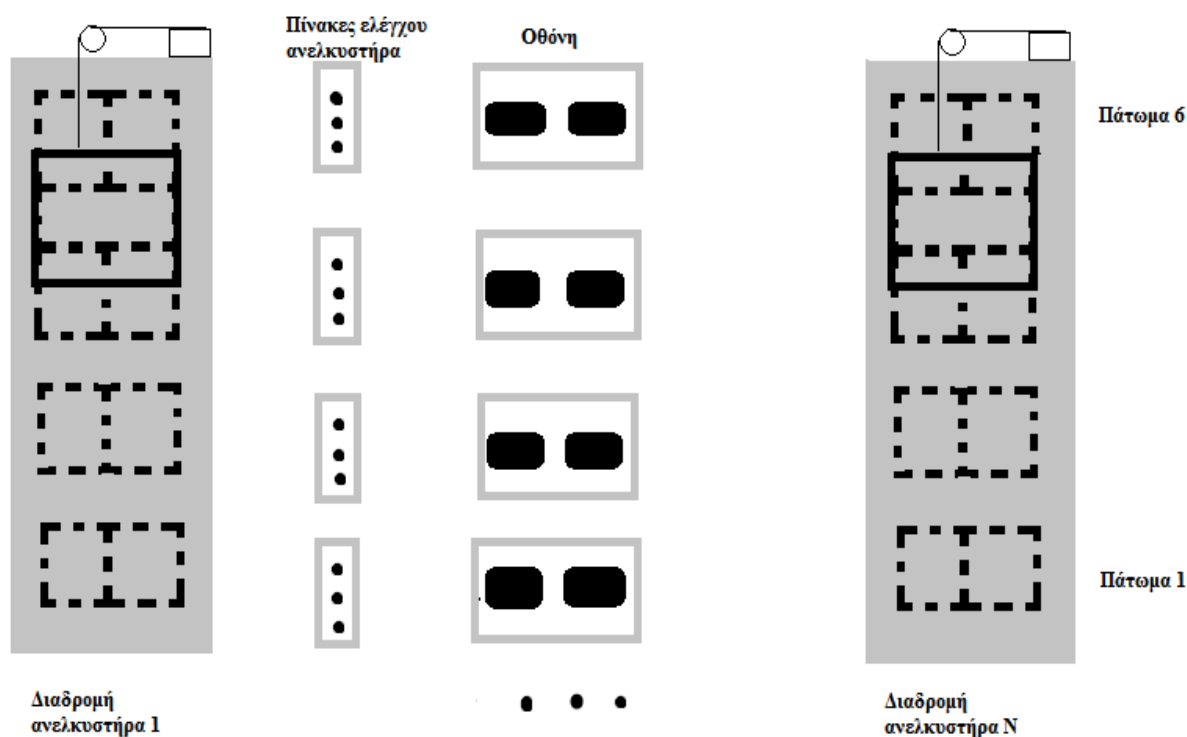 Πίνακες ελέγχου
ανελκυστήρα
Οθόνη
Πάτωμα 6
Πάτωμα 1
Διαδρομή
ανελκυστήρα 1
Διαδρομή
ανελκυστήρα N